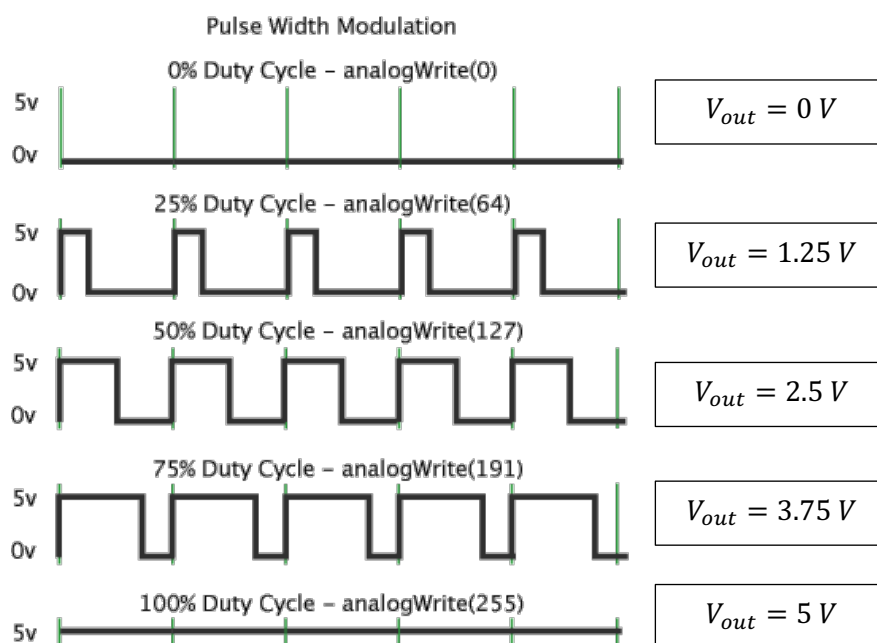 Pulse Width Modulation
0% Duty Cycle – analogWrite(0)
5v
0v
V_out = 0 V
25% Duty Cycle – analogWrite(64)
5v
0v
V_out = 1.25 V
50% Duty Cycle – analogWrite(127)
5v
0v
V_out = 2.5 V
75% Duty Cycle – analogWrite(191)
5v
0v
V_out = 3.75 V
100% Duty Cycle – analogWrite(255)
5v
V_out = 5 V